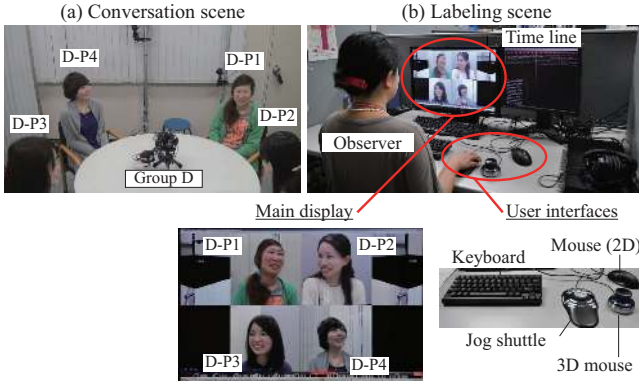 (a) Conversation scene
(b) Labeling scene
D-P4
D-P1
D-P3
D-P2
Group D
Time line
Observer
Main display
User interfaces
D-P1
D-P2
D-P3
D-P4
Keyboard
Mouse (2D)
Jog shuttle
3D mouse